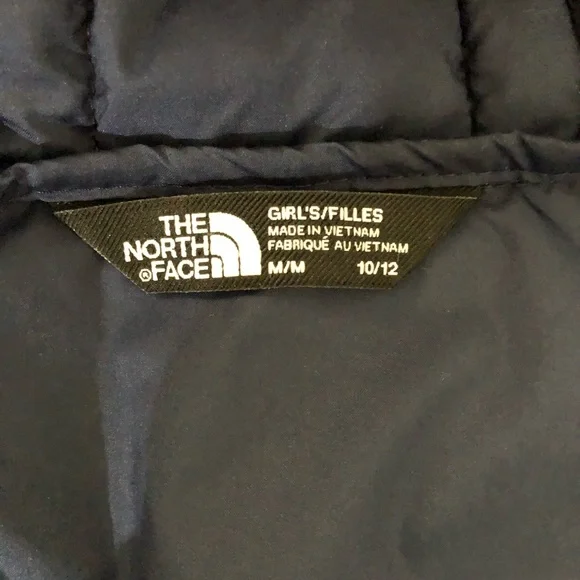 THE
NORTH
®FACE
GIRL'S/FILLES
MADE IN VIETNAM
FABRIQUÉ AU VIETNAM
M/M 10/12